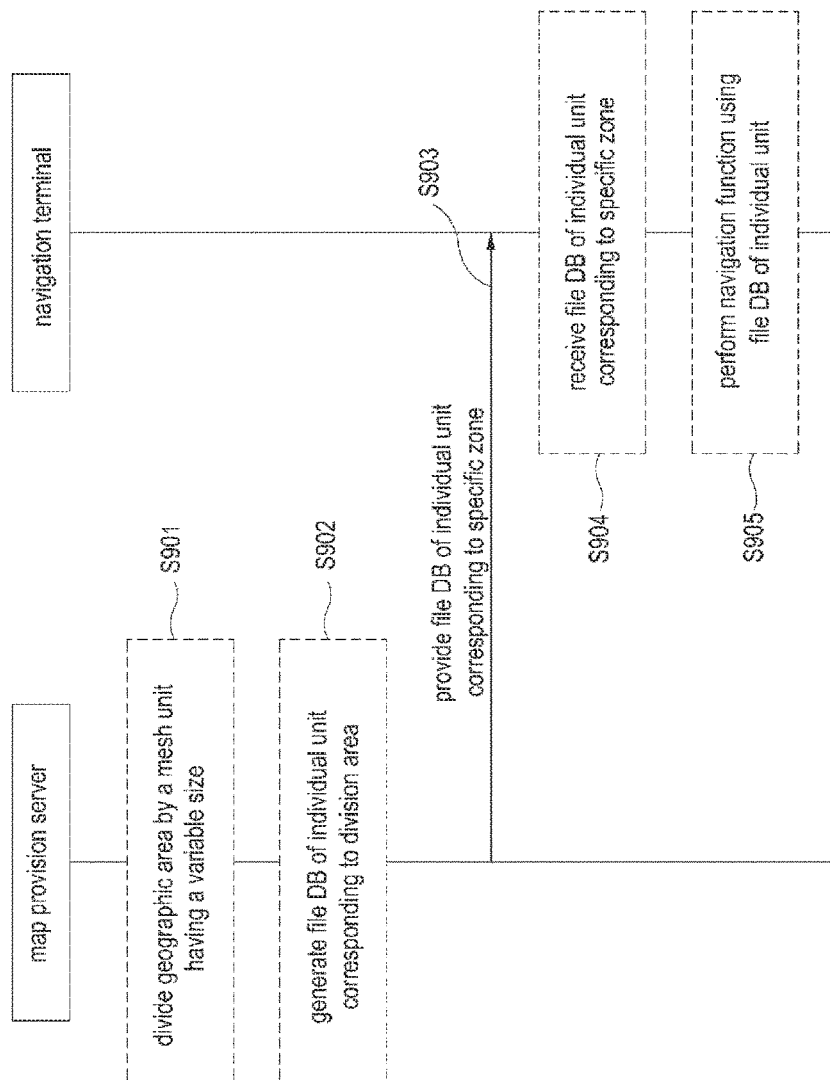 map provision server
navigation terminal
divide geographic area by a mesh unit
having a variable size
S901
generate file DB of individual unit
corresponding to division area
S902
provide file DB of individual unit
corresponding to specific zone
S903
receive file DB of individual unit
corresponding to specific zone
S904
perform navigation function using
file DB of individual unit
S905